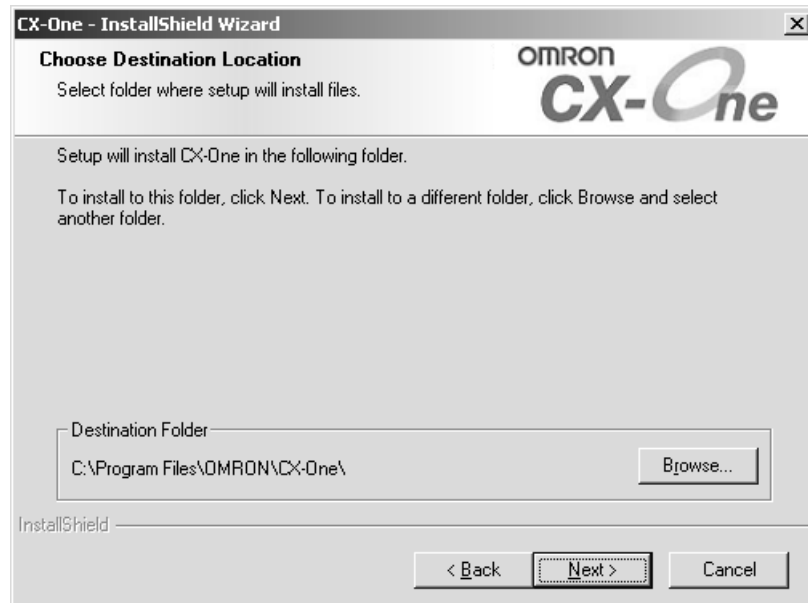 CX-One - InstallShield Wizard
Choose Destination Location
Select folder where setup will install files.
OMRON
CX-One
Setup will install CX-One in the following folder.
To install to this folder, click Next. To install to a different folder, click Browse and select
another folder.
Destination Folder
C:\Program Files\OMRON\CX-One\
Browse...
InstallShield
< Back
Next >
Cancel